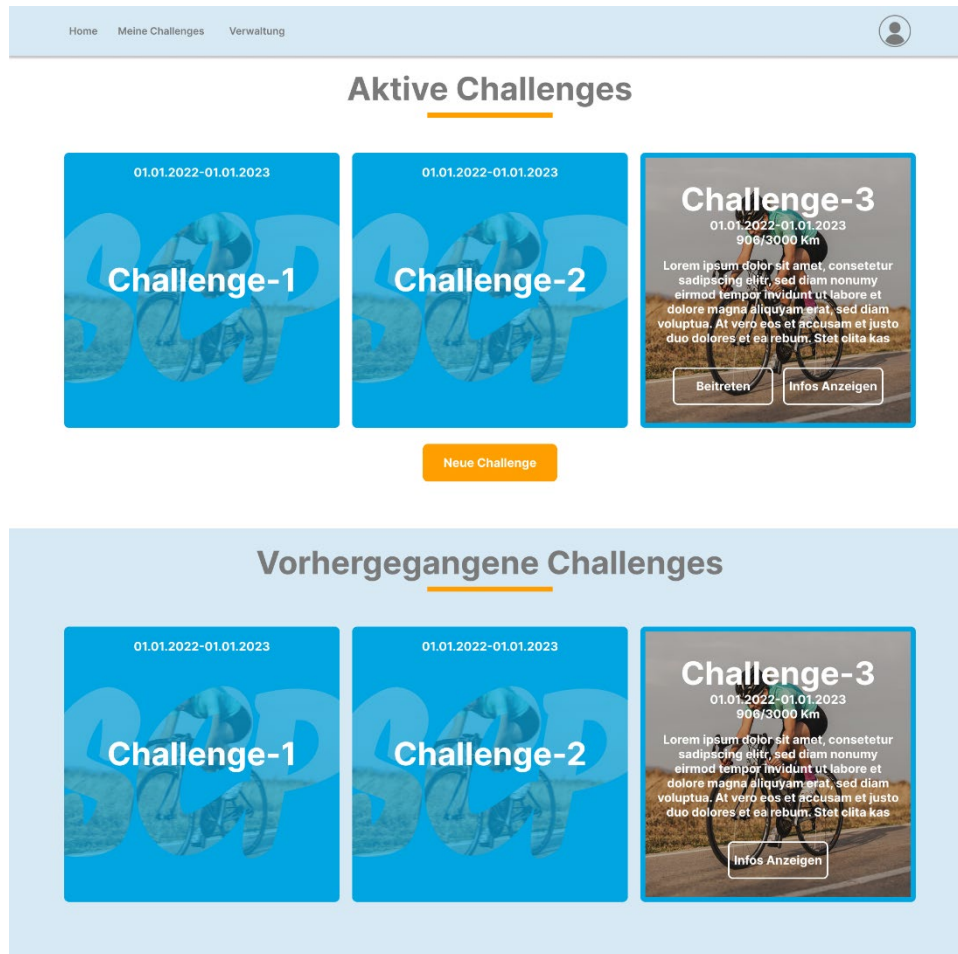 Home Meine Challenges Verwaltung
Aktive Challenges
01.01.2022-01.01.2023
SCP
Challenge-1
01.01.2022-01.01.2023
SCP
Challenge-2
Challenge-3
01.01.2022-01.01.2023
906/3000 Km
Lorem ipsum dolor sit amet, consetetur
sadipscing elitr, sed diam nonumy
eirmod tempor invidunt ut labore et
dolore magna aliquyam erat, sed diam
voluptua. At vero eos et accusam et justo
duo dolores et ea rebum. Stet clita kas
Beitreten Infos Anzeigen
Neue Challenge
Vorhergegangene Challenges
01.01.2022-01.01.2023
SCP
Challenge-1
01.01.2022-01.01.2023
SCP
Challenge-2
Challenge-3
01.01.2022-01.01.2023
906/3000 Km
Lorem ipsum dolor sit amet, consetetur
sadipscing elitr, sed diam nonumy
eirmod tempor invidunt ut labore et
dolore magna aliquyam erat, sed diam
voluptua. At vero eos et accusam et justo
duo dolores et ea rebum. Stet clita kas
Infos Anzeigen